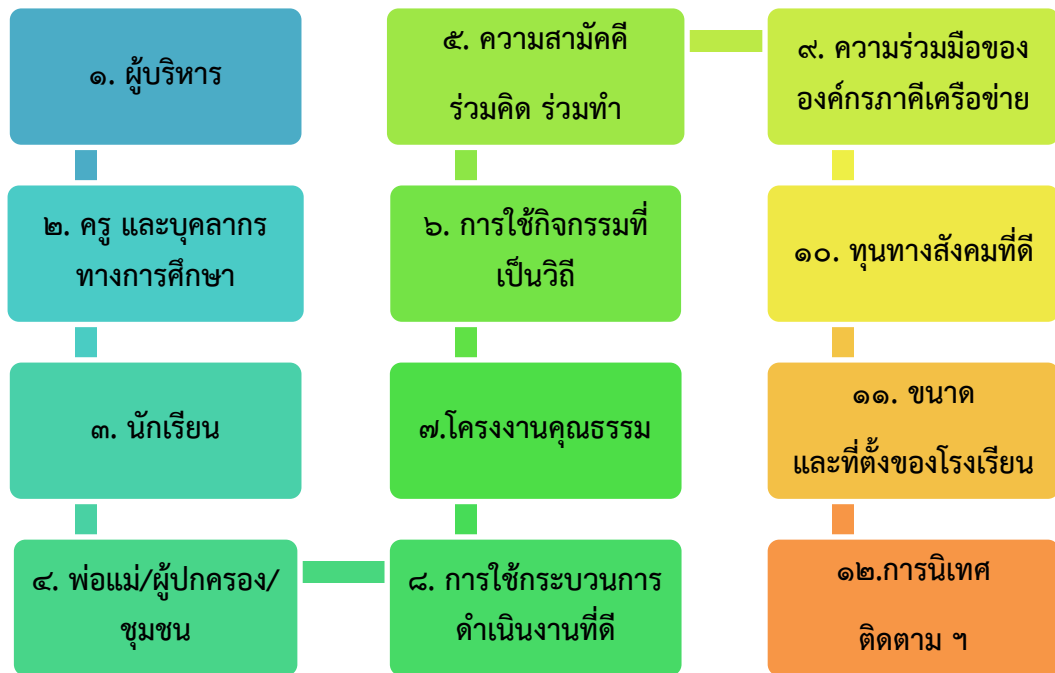 ๑. ผู้บริหาร
๒. ครู และบุคลากร
ทางการศึกษา
๓. นักเรียน
๔. พ่อแม่/ผู้ปกครอง/
ชุมชน
๕. ความสามัคคี
ร่วมคิด ร่วมทำ
๖. การใช้กิจกรรมที่
เป็นวิถี
๗.โครงงานคุณธรรม
๘. การใช้กระบวนการ
ดำเนินงานที่ดี
๙. ความร่วมมือของ
องค์กรภาคีเครือข่าย
๑๐. ทุนทางสังคมที่ดี
๑๑. ขนาด
และที่ตั้งของโรงเรียน
๑๒.การนิเทศ
ติดตาม ฯ